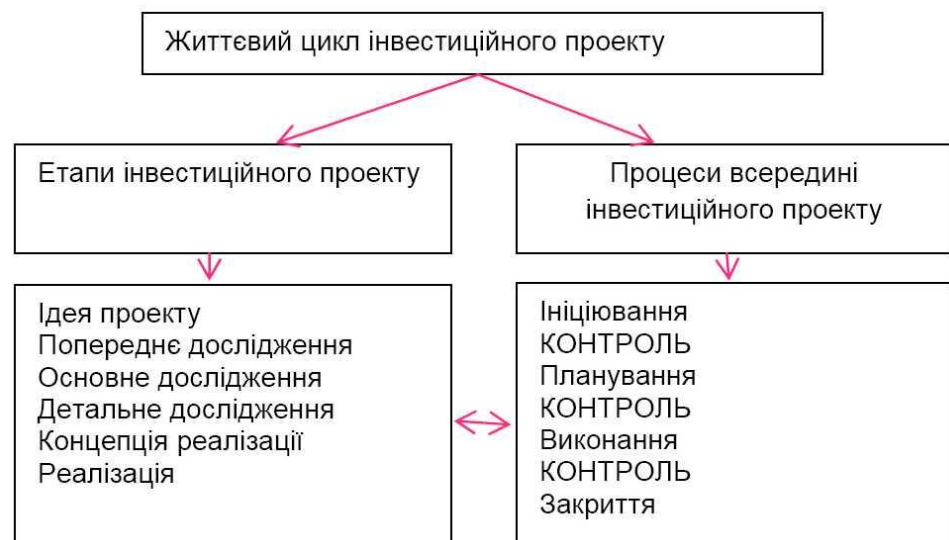 Життєвий цикл інвестиційного проекту
Етапи інвестиційного проекту
Процеси всередині
інвестиційного проекту
Ідея проекту
Попереднє дослідження
Основне дослідження
Детальне дослідження
Концепція реалізації
Реалізація
Ініціювання
КОНТРОЛЬ
Планування
КОНТРОЛЬ
Виконання
КОНТРОЛЬ
Закриття